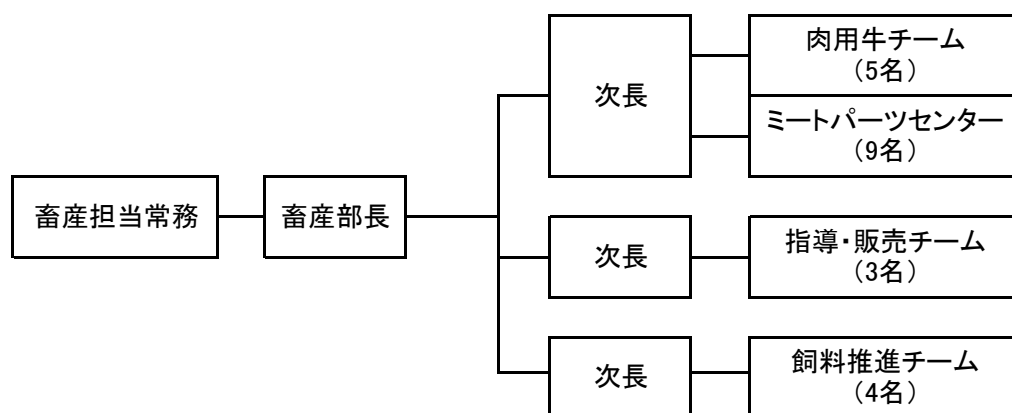 肉用牛チーム
（5名）
次長
ミートパーツセンター
（9名）
畜産担当常務
畜産部長
次長
指導・販売チーム
（3名）
次長
飼料推進チーム
（4名）